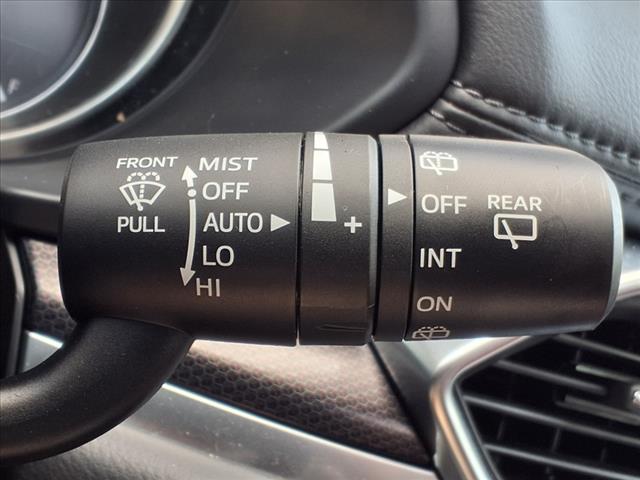 FRONT
PULL
MIST
OFF
AUTO
LO
HI
+
OFF
INT
ON
REAR